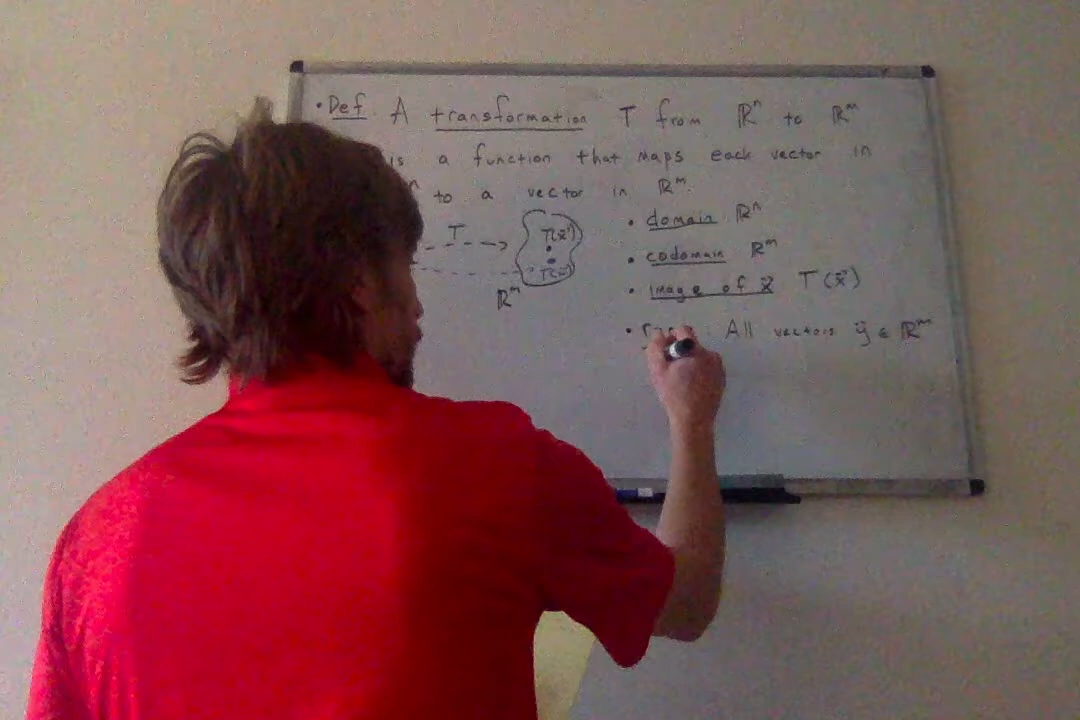 • Def. A transformation T from ℝⁿ to ℝᵐ
is a function that maps each vector in
ⁿ to a vector in ℝᵐ.
T
T(x⃗)
ℝᵐ
• domain ℝⁿ
• codomain ℝᵐ
• image of x⃗ T(x⃗)
• : All vectors y⃗ ∈ ℝᵐ